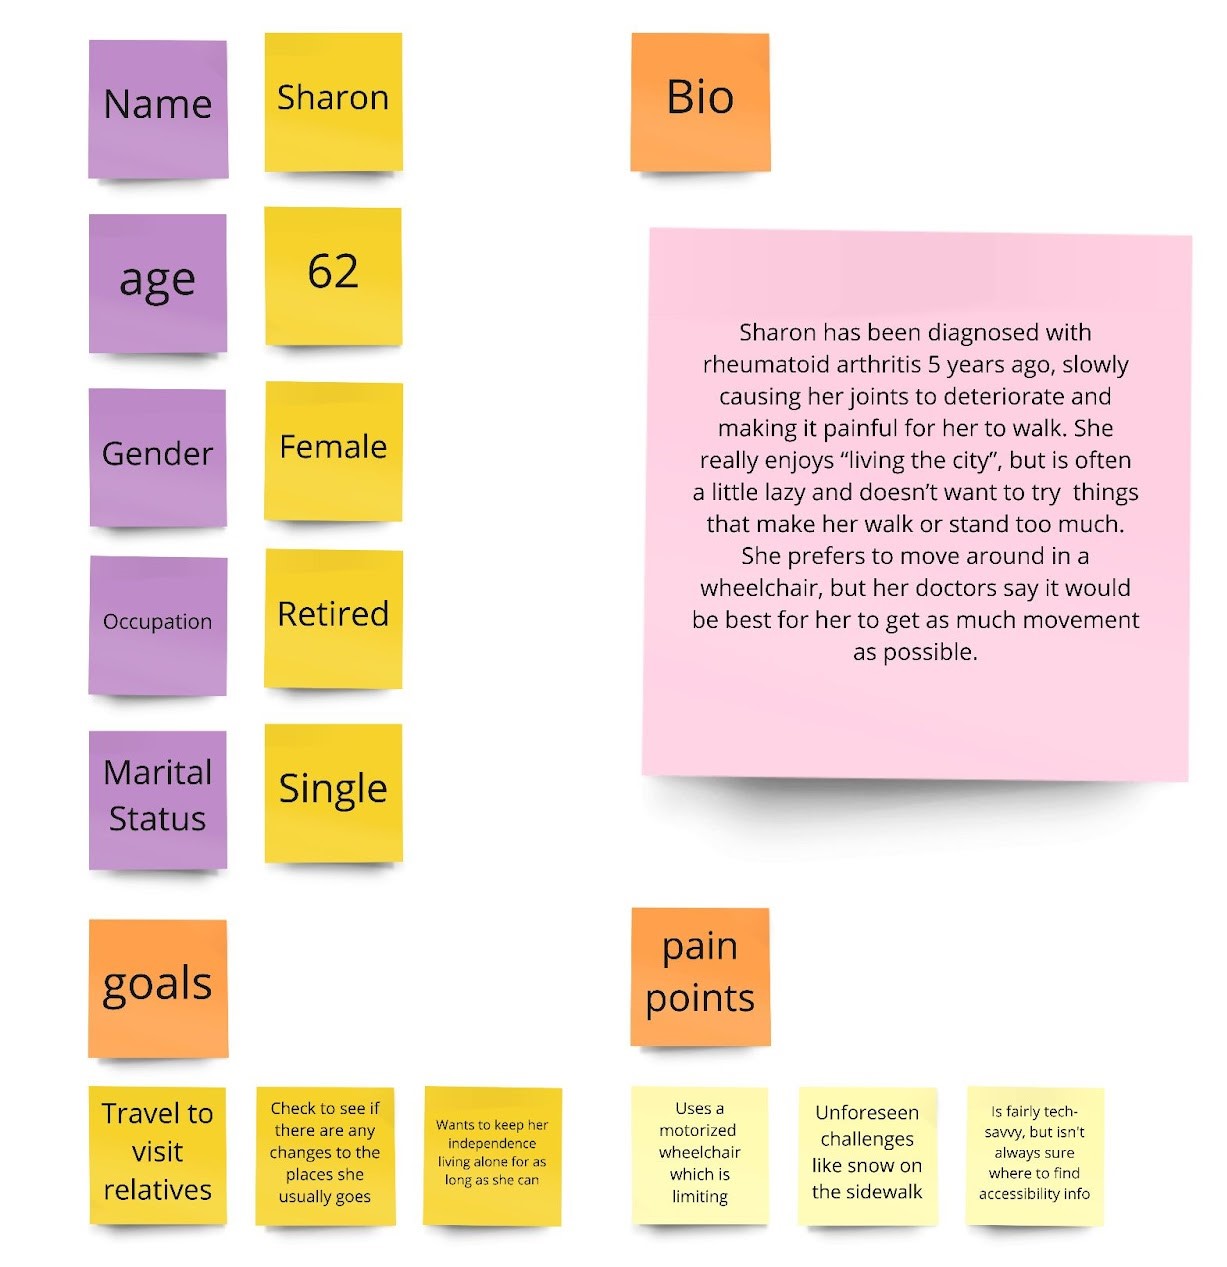 Name
Sharon
age
62
Gender
Female
Occupation
Retired
Marital
Status
Single
Bio
Sharon has been diagnosed with
rheumatoid arthritis 5 years ago, slowly
causing her joints to deteriorate and
making it painful for her to walk. She
really enjoys “living the city”, but is often
a little lazy and doesn’t want to try  things
that make her walk or stand too much.
She prefers to move around in a
wheelchair, but her doctors say it would
be best for her to get as much movement
as possible.
goals
Travel to
visit
relatives
Check to see if
there are any
changes to the
places she
usually goes
Wants to keep her
independence
living alone for as
long as she can
pain
points
Uses a
motorized
wheelchair
which is
limiting
Unforeseen
challenges
like snow on
the sidewalk
Is fairly tech-
savvy, but isn't
always sure
where to find
accessibility info